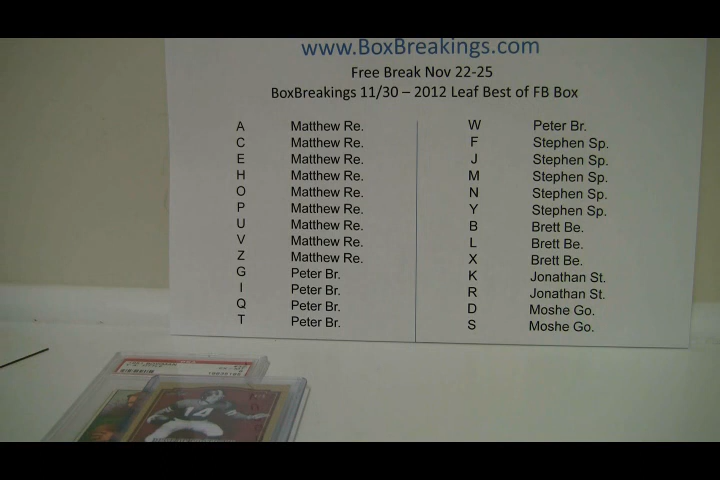 www.BoxBreakings.com
Free Break Nov 22-25
BoxBreakings 11/30 – 2012 Leaf Best of FB Box
A Matthew Re.
C Matthew Re.
E Matthew Re.
H Matthew Re.
O Matthew Re.
P Matthew Re.
U Matthew Re.
V Matthew Re.
Z Matthew Re.
G Peter Br.
I Peter Br.
Q Peter Br.
T Peter Br.
W Peter Br.
F Stephen Sp.
J Stephen Sp.
M Stephen Sp.
N Stephen Sp.
Y Stephen Sp.
B Brett Be.
L Brett Be.
X Brett Be.
K Jonathan St.
R Jonathan St.
D Moshe Go.
S Moshe Go.
14